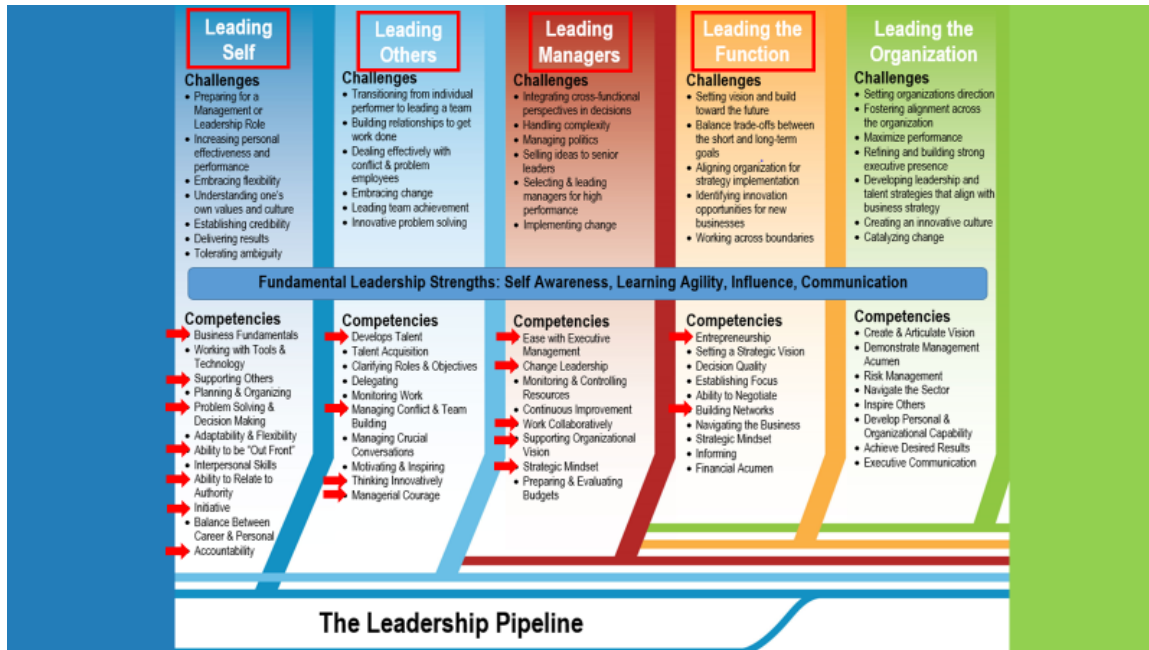 Leading
Self
Challenges
• Preparing for a
Management or
Leadership Role
• Increasing personal
effectiveness and
performance
• Embracing flexibility
• Understanding one's
own values and culture
• Establishing credibility
• Delivering results
• Tolerating ambiguity
Leading
Others
Challenges
• Transitioning from individual
performer to leading a team
• Building relationships to get
work done
• Dealing effectively with
conflict & problem
employees
• Embracing change
• Leading team achievement
• Innovative problem solving
Leading
Managers
Challenges
• Integrating cross-functional
perspectives in decisions
• Handling complexity
• Managing politics
• Selling ideas to senior
leaders
• Selecting & leading
managers for high
performance
• Implementing change
Leading the
Function
Challenges
• Setting vision and build
toward the future
• Balance trade-offs between
the short and long-term
goals
• Aligning organization for
strategy implementation
• Identifying innovation
opportunities for new
businesses
• Working across boundaries
Leading the
Organization
Challenges
• Setting organizations direction
• Fostering alignment across
the organization
• Maximize performance
• Refining and building strong
executive presence
• Developing leadership and
talent strategies that align with
business strategy
• Creating an innovative culture
• Catalyzing change
Fundamental Leadership Strengths: Self Awareness, Learning Agility, Influence, Communication
Competencies
• Business Fundamentals
• Working with Tools &
Technology
• Supporting Others
• Planning & Organizing
• Problem Solving &
Decision Making
• Adaptability & Flexibility
• Ability to be "Out Front"
• Interpersonal Skills
• Ability to Relate to
Authority
• Initiative
• Balance Between
Career & Personal
• Accountability
Competencies
• Develops Talent
• Talent Acquisition
• Clarifying Roles & Objectives
• Delegating
• Monitoring Work
• Managing Conflict & Team
Building
• Managing Crucial
Conversations
• Motivating & Inspiring
• Thinking Innovatively
• Managerial Courage
Competencies
• Ease with Executive
Management
• Change Leadership
• Monitoring & Controlling
Resources
• Continuous Improvement
• Work Collaboratively
• Supporting Organizational
Vision
• Strategic Mindset
• Preparing & Evaluating
Budgets
Competencies
• Entrepreneurship
• Setting a Strategic Vision
• Decision Quality
• Establishing Focus
• Ability to Negotiate
• Building Networks
• Navigating the Business
• Strategic Mindset
• Informing
• Financial Acumen
Competencies
• Create & Articulate Vision
• Demonstrate Management
Acumen
• Risk Management
• Navigate the Sector
• Inspire Others
• Develop Personal &
Organizational Capability
• Achieve Desired Results
• Executive Communication
The Leadership Pipeline